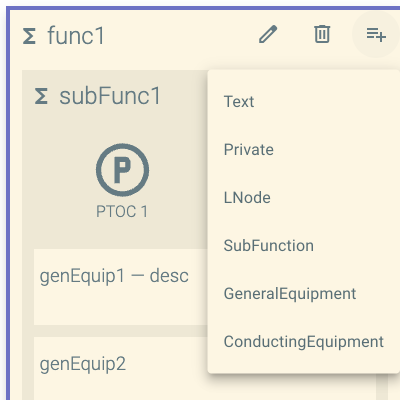 func1
subFunc1
P
PTOC 1
genEquip1 — desc
genEquip2
Text
Private
LNode
SubFunction
GeneralEquipment
ConductingEquipment